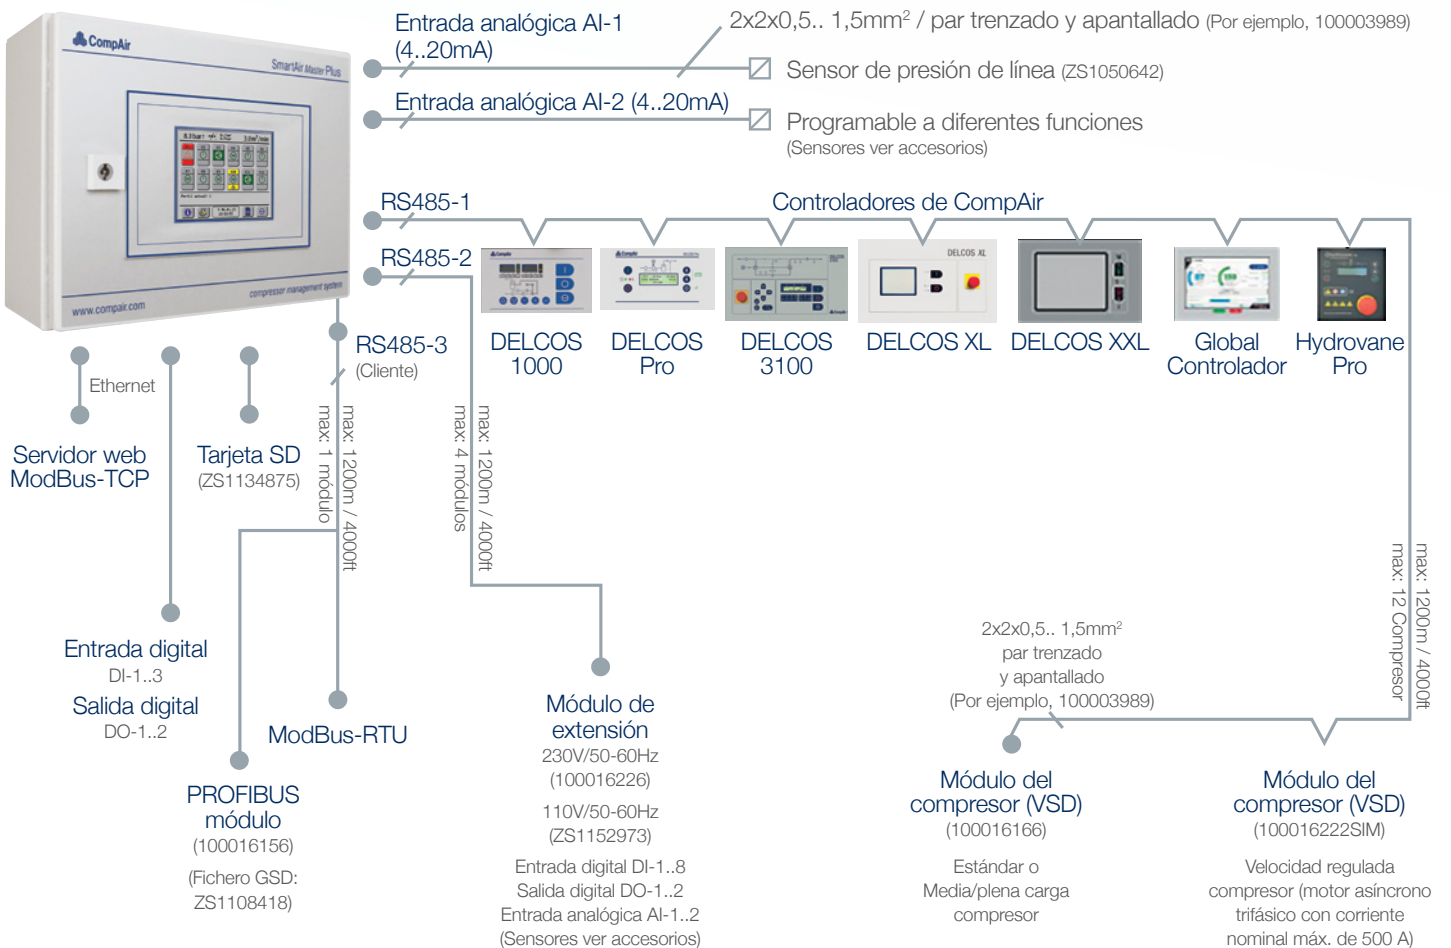 CompAir
SmartAir Master Plus
www.compair.com
compressor management system
Entrada analógica AI-1
(4..20mA)
2x2x0,5.. 1,5mm² / par trenzado y apantallado (Por ejemplo, 100003989)
Sensor de presión de línea (ZS1050642)
Entrada analógica AI-2 (4..20mA)
Programable a diferentes funciones
(Sensores ver accesorios)
RS485-1
Controladores de CompAir
RS485-2
DELCOS XL
DELCOS
1000
DELCOS
Pro
DELCOS
3100
DELCOS XL
DELCOS XXL
Global
Controlador
Hydrovane
Pro
RS485-3
(Cliente)
Ethernet
Servidor web
ModBus-TCP
Tarjeta SD
(ZS1134875)
max: 1200m / 4000ft
max: 1 módulo
max: 1200m / 4000ft
max: 4 módulos
max: 1200m / 4000ft
max: 12 Compresor
Entrada digital
DI-1..3
Salida digital
DO-1..2
ModBus-RTU
PROFIBUS
módulo
(100016156)
(Fichero GSD:
ZS1108418)
Módulo de
extensión
230V/50-60Hz
(100016226)
110V/50-60Hz
(ZS1152973)
Entrada digital DI-1..8
Salida digital DO-1..2
Entrada analógica AI-1..2
(Sensores ver accesorios)
2x2x0,5.. 1,5mm²
par trenzado
y apantallado
(Por ejemplo, 100003989)
Módulo del
compresor (VSD)
(100016166)
Estándar o
Media/plena carga
compresor
Módulo del
compresor (VSD)
(100016222SIM)
Velocidad regulada
compresor (motor asíncrono
trifásico con corriente
nominal máx. de 500 A)